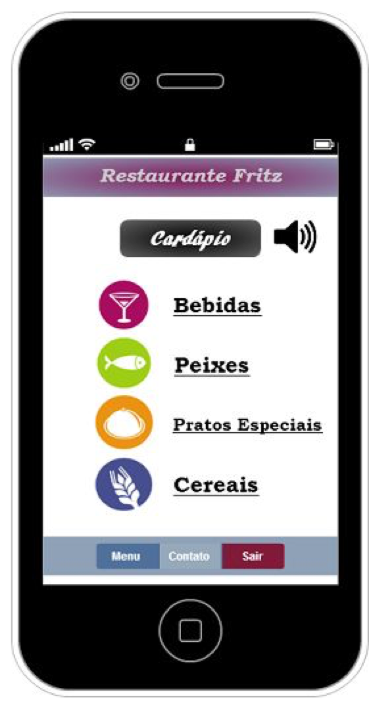 Restaurante Fritz
Cardápio
Bebidas
Peixes
Pratos Especiais
Cereais
Menu Contato Sair